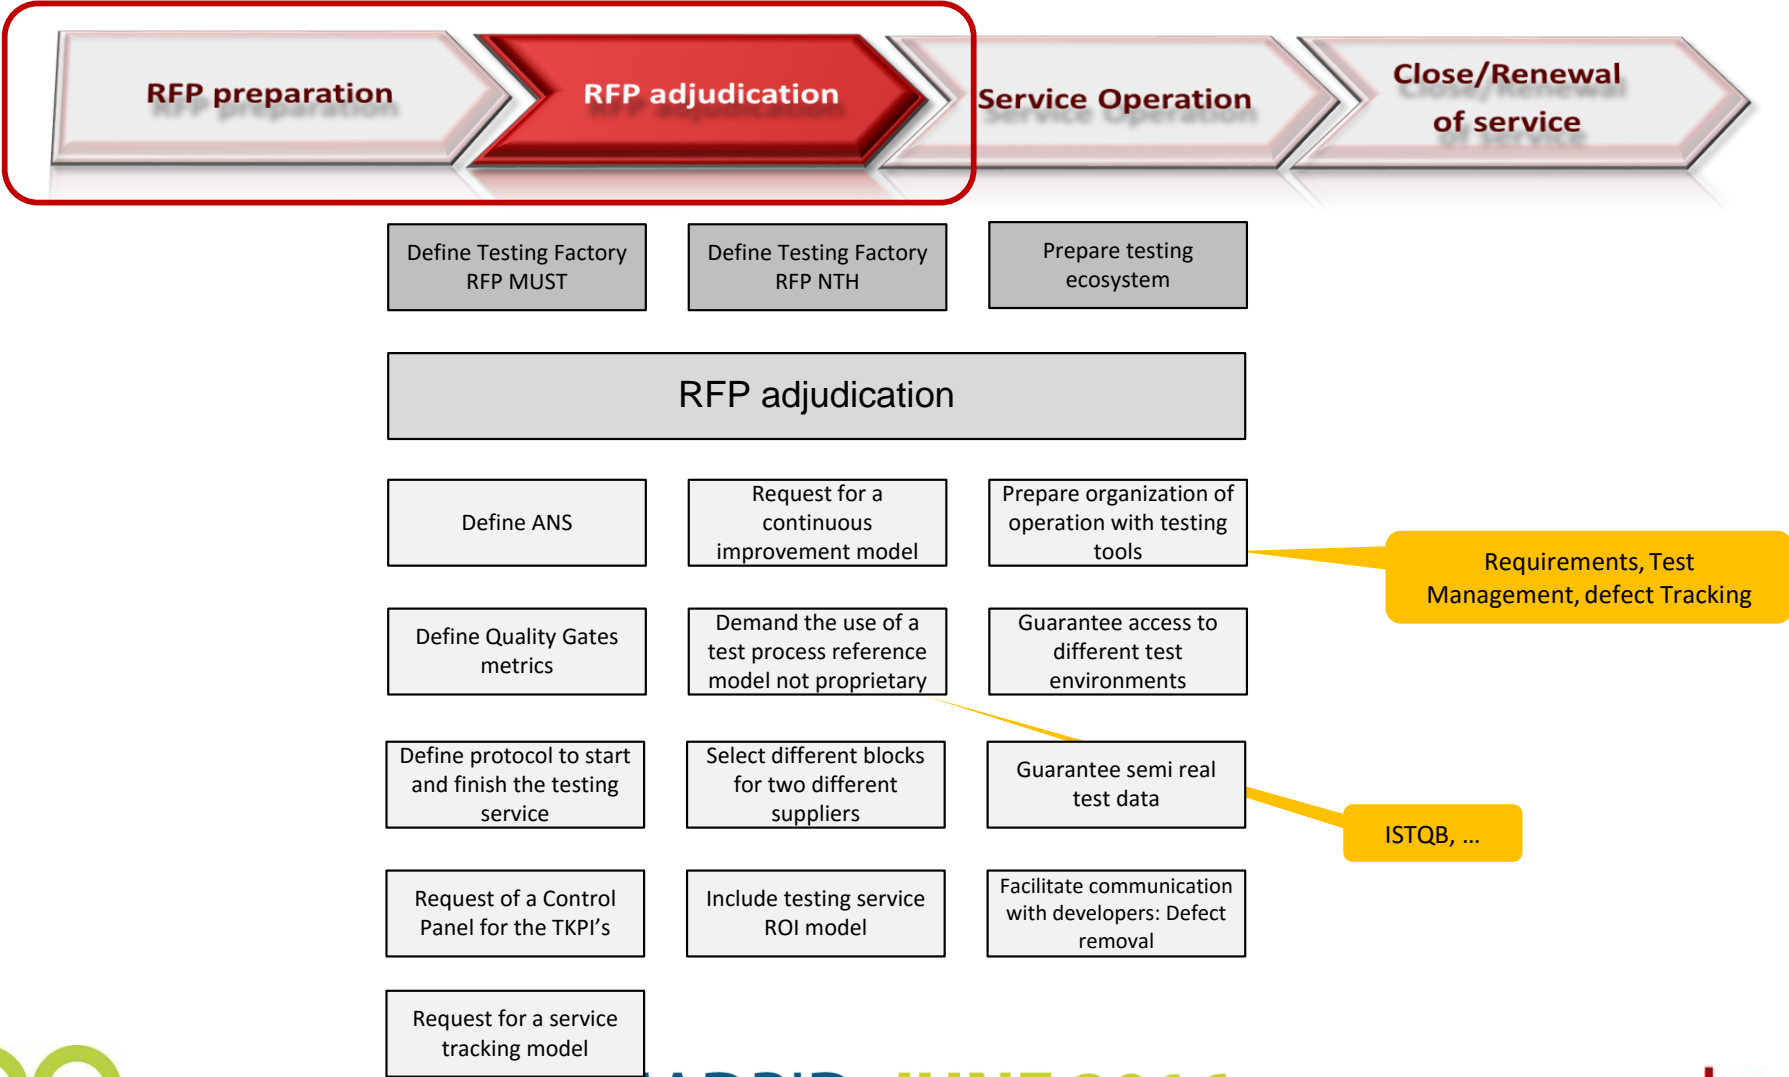 RFP preparation
RFP adjudication
Service Operation
Close/Renewal
of service
Define Testing Factory
RFP MUST
Define Testing Factory
RFP NTH
Prepare testing
ecosystem
RFP adjudication
Define ANS
Request for a
continuous
improvement model
Prepare organization of
operation with testing
tools
Requirements, Test
Management, defect Tracking
Define Quality Gates
metrics
Demand the use of a
test process reference
model not proprietary
Guarantee access to
different test
environments
Define protocol to start
and finish the testing
service
Select different blocks
for two different
suppliers
Guarantee semi real
test data
ISTQB, ...
Request of a Control
Panel for the TKPI's
Include testing service
ROI model
Facilitate communication
with developers: Defect
removal
Request for a service
tracking model